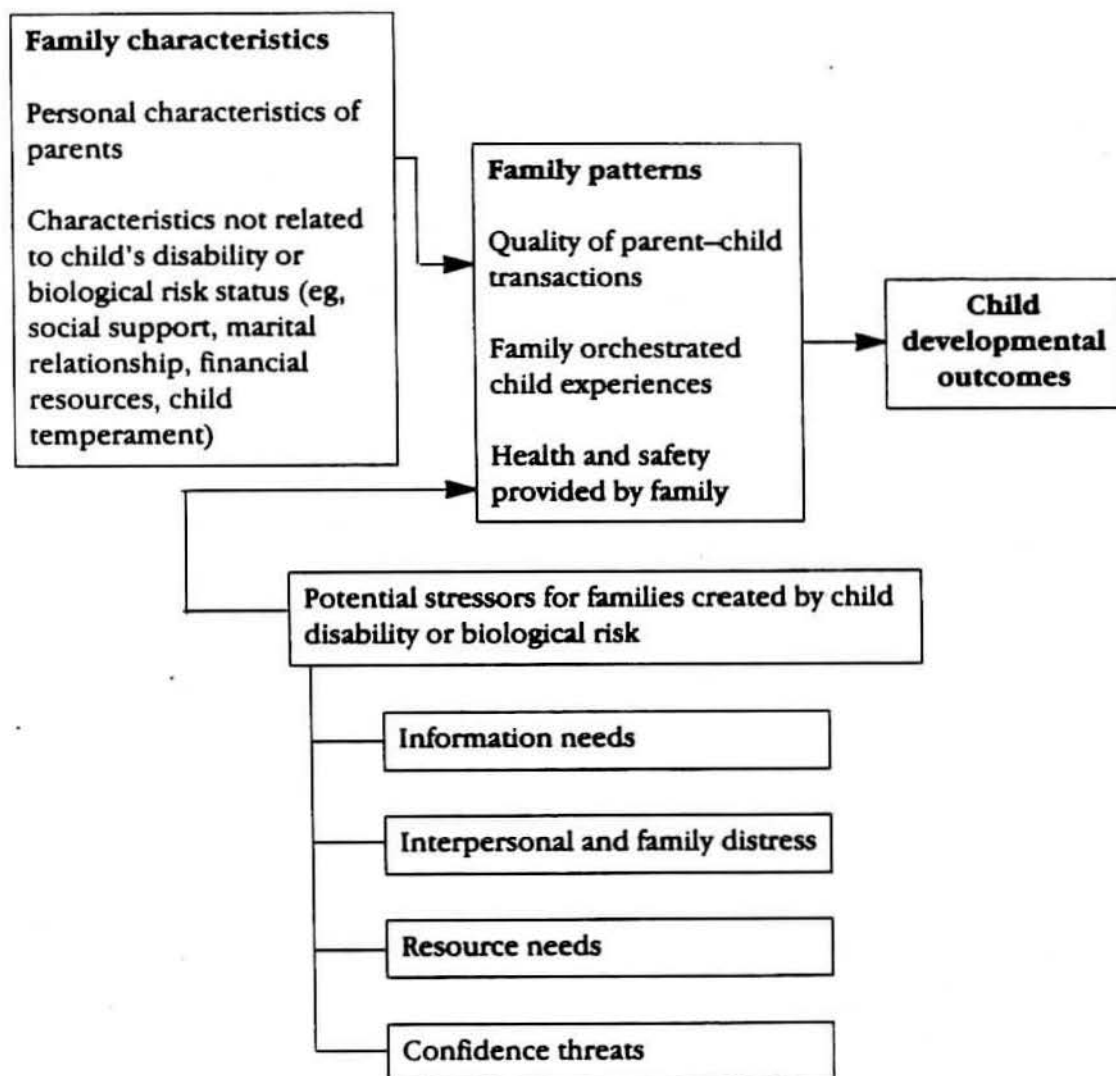 Family characteristics
Personal characteristics of
parents
Characteristics not related
to child's disability or
biological risk status (eg,
social support, marital
relationship, financial
resources, child
temperament)
Family patterns
Quality of parent–child
transactions
Family orchestrated
child experiences
Health and safety
provided by family
Child
developmental
outcomes
Potential stressors for families created by child
disability or biological risk
Information needs
Interpersonal and family distress
Resource needs
Confidence threats